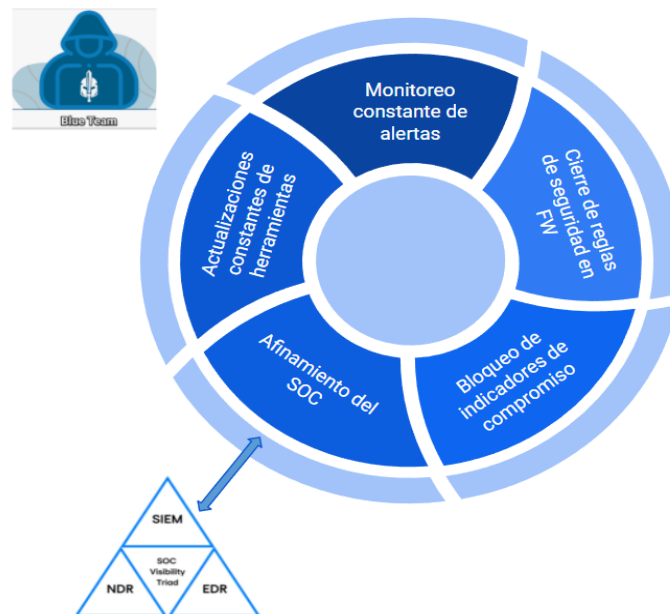 Blue Team
Monitoreo
constante de
alertas
Cierre de reglas
de seguridad en
FW
Bloqueo de
indicadores de
compromiso
Afinamiento del
SOC
Actualizaciones
constantes de
herramientas
SIEM
SOC
Visibility
Triad
NDR
EDR